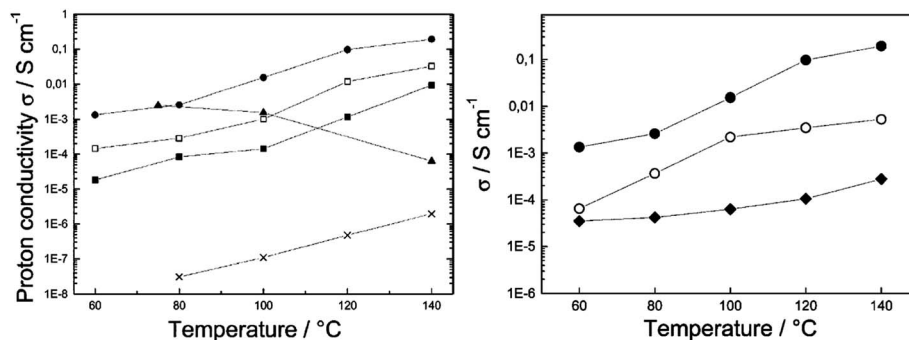 Proton conductivity σ / S cm⁻¹
1
0,1
0,01
1E-3
1E-4
1E-5
1E-6
1E-7
1E-8
60 80 100 120 140
Temperature / °C
σ / S cm⁻¹
0,1
0,01
1E-3
1E-4
1E-5
1E-6
60 80 100 120 140
Temperature / °C